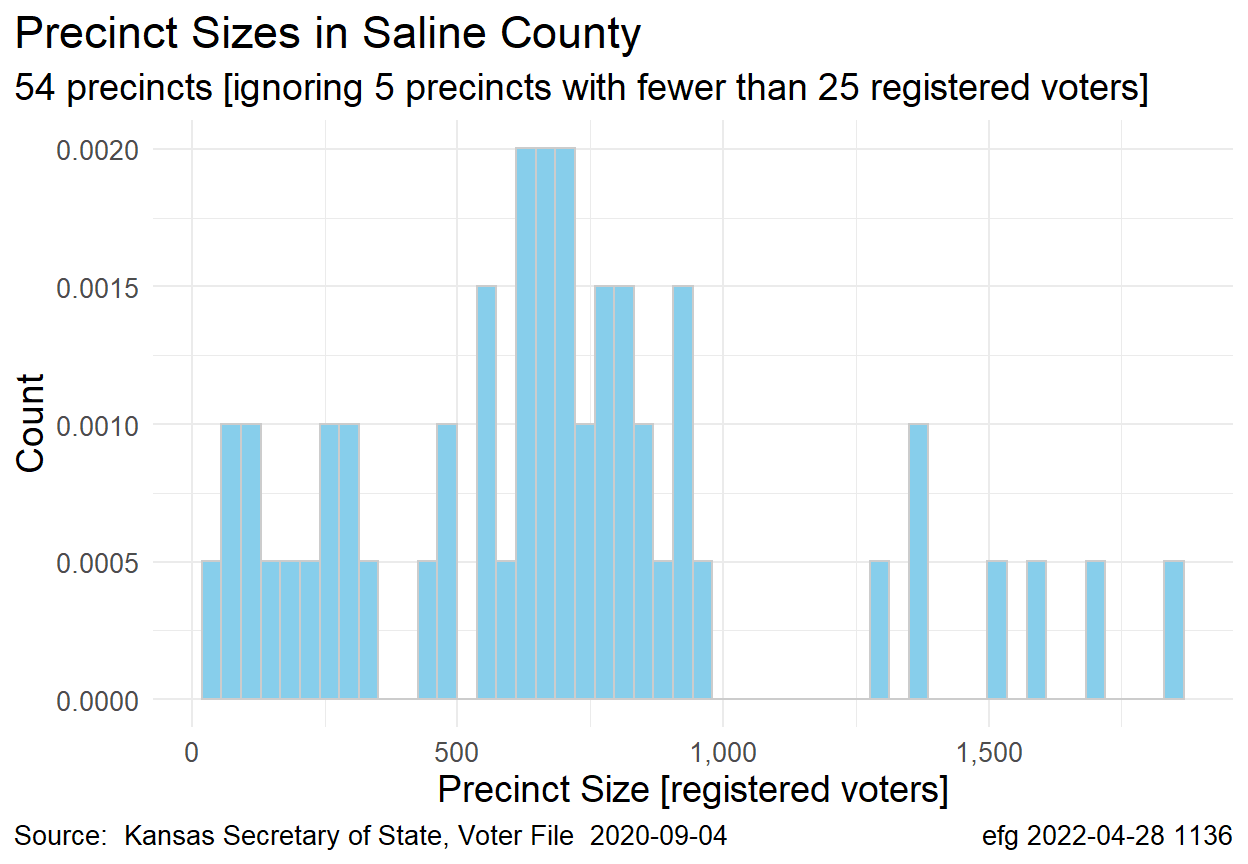 Precinct Sizes in Saline County
54 precincts [ignoring 5 precincts with fewer than 25 registered voters]
0.0020
0.0015
0.0010
0.0005
0.0000
Count
0 500 1,000 1,500
Precinct Size [registered voters]
Source:  Kansas Secretary of State, Voter File  2020-09-04 efg 2022-04-28 1136